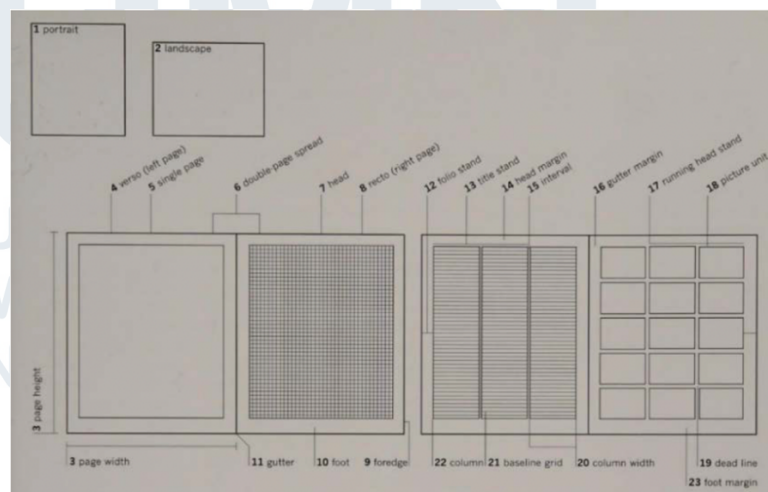 1 portrait
2 landscape
4 verso (left page)
5 single page
6 double-page spread
7 head
8 recto (right page)
12 folio stand
13 title stand
14 head margin
15 interval
16 gutter margin
17 running head stand
18 picture unit
3 page height
3 page width
11 gutter
10 foot
9 foredge
22 column
21 baseline grid
20 column width
19 dead line
23 foot margin